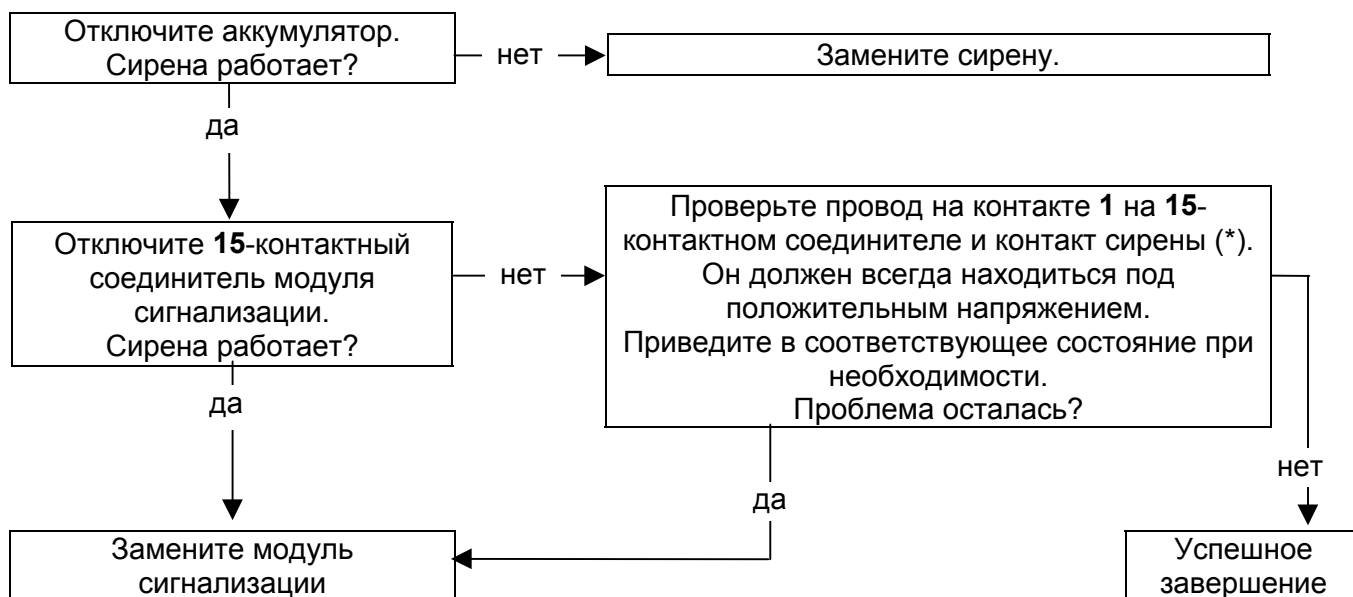 Отключите аккумулятор.
Сирена работает?
нет
Замените сирену.
да
Отключите 15-контактный
соединитель модуля
сигнализации.
Сирена работает?
нет
Проверьте провод на контакте 1 на 15-
контактном соединителе и контакт сирены (*).
Он должен всегда находиться под
положительным напряжением.
Приведите в соответствующее состояние при
необходимости.
Проблема осталась?
да
нет
да
Замените модуль
сигнализации
Успешное
завершение